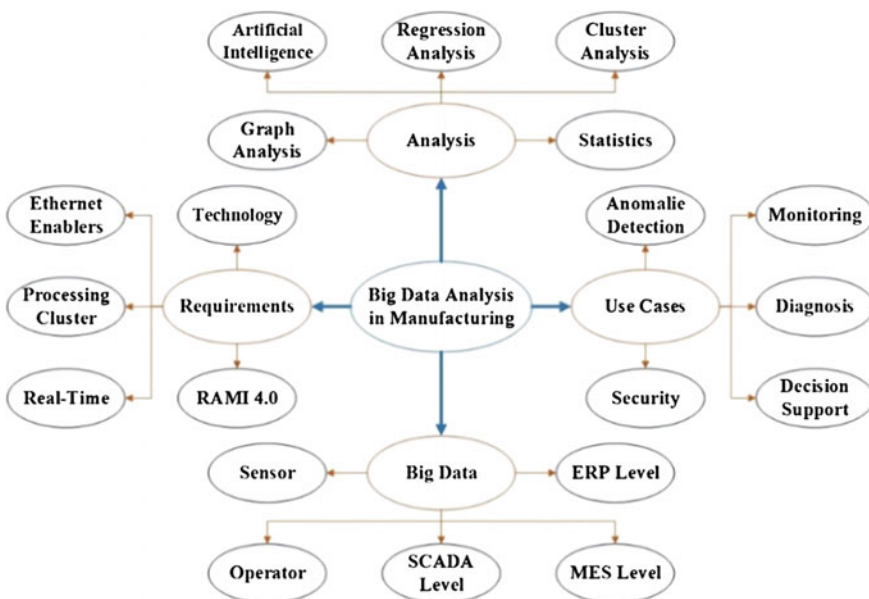 Artificial
Intelligence
Regression
Analysis
Cluster
Analysis
Graph
Analysis
Analysis
Statistics
Ethernet
Enablers
Technology
Anomalie
Detection
Monitoring
Processing
Cluster
Requirements
Big Data Analysis
in Manufacturing
Use Cases
Diagnosis
Real-Time
RAMI 4.0
Security
Decision
Support
Sensor
Big Data
ERP Level
Operator
SCADA
Level
MES Level